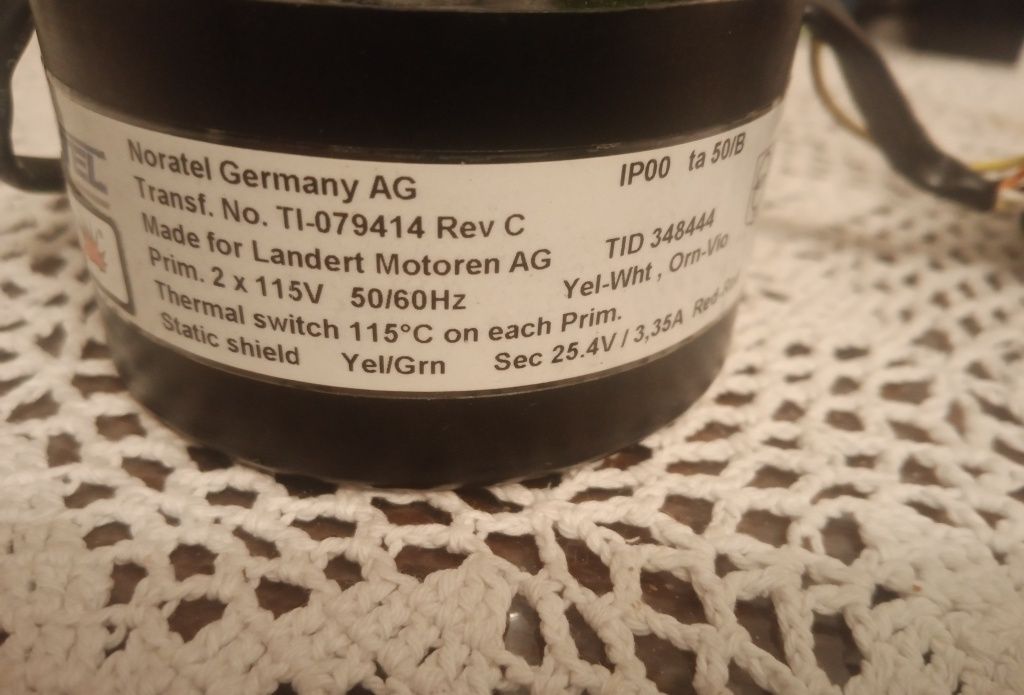 Noratel Germany AG IP00 ta 50/B
Transf. No. TI-079414 Rev C
Made for Landert Motoren AG TID 348444
Prim. 2 x 115V 50/60Hz Yel-Wht , Orn-Vio
Thermal switch 115°C on each Prim.
Static shield Yel/Grn Sec 25.4V / 3,35A